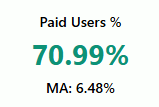 Paid Users %
70.99%
MA: 6.48%